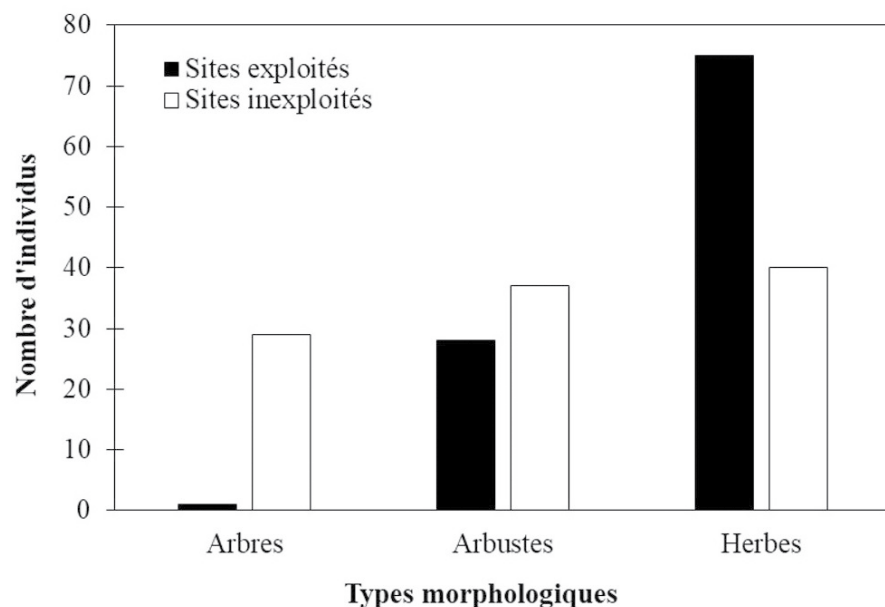 80
70
60
50
40
30
20
10
0
Nombre d'individus
Sites exploités
Sites inexploités
Arbres Arbustes Herbes
Types morphologiques